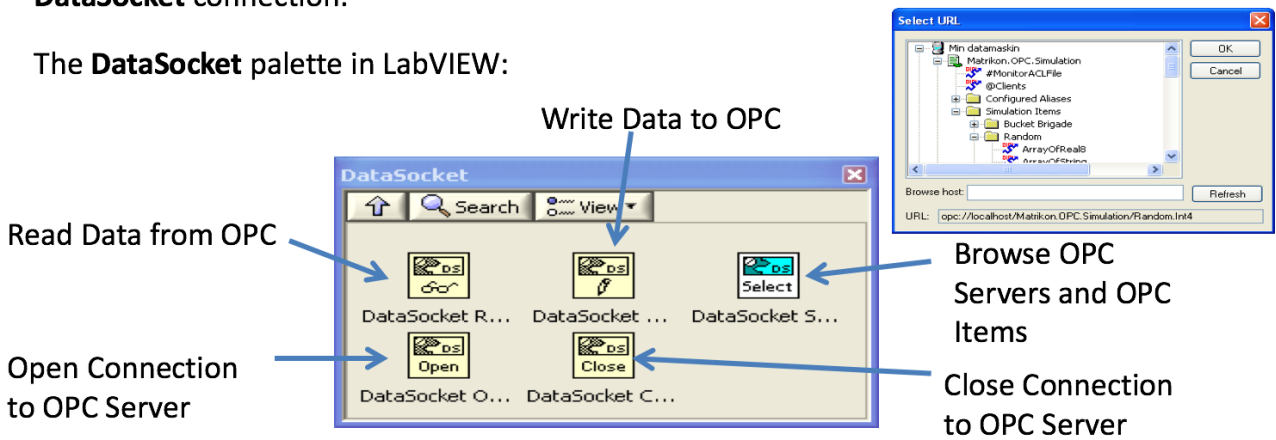 DataSocket connection.
The DataSocket palette in LabVIEW:
Select URL
Min datamaskin
Matrikon.OPC.Simulation
#MonitorACLFile
@Clients
Configured Aliases
Simulation Items
Bucket Brigade
Random
ArrayOfReal8
ArrayOfString
OK
Cancel
Browse host:
Refresh
URL: opc://localhost/Matrikon.OPC.Simulation/Random.Int4
Write Data to OPC
DataSocket
Search
View
Read Data from OPC
DS
DS
DS
Select
DataSocket R...
DataSocket ...
DataSocket S...
Browse OPC
Servers and OPC
Items
Open Connection
to OPC Server
DS
Open
DS
Close
DataSocket O...
DataSocket C...
Close Connection
to OPC Server